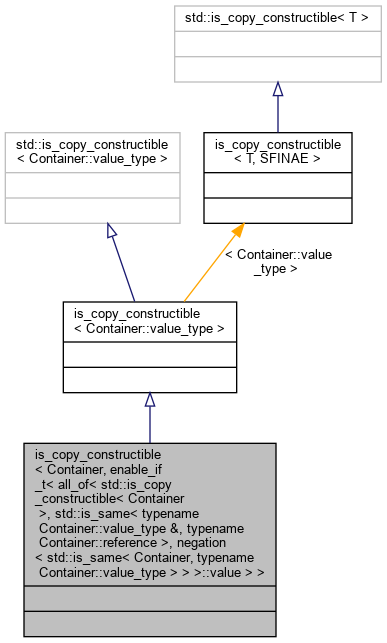 std::is_copy_constructible< T >
std::is_copy_constructible
< Container::value_type >
is_copy_constructible
< T, SFINAE >
< Container::value
_type >
is_copy_constructible
< Container::value_type >
is_copy_constructible
< Container, enable_if
_t< all_of< std::is_copy
_constructible< Container
 >, std::is_same< typename
 Container::value_type &, typename
 Container::reference >, negation
< std::is_same< Container, typename
 Container::value_type > > >::value > >